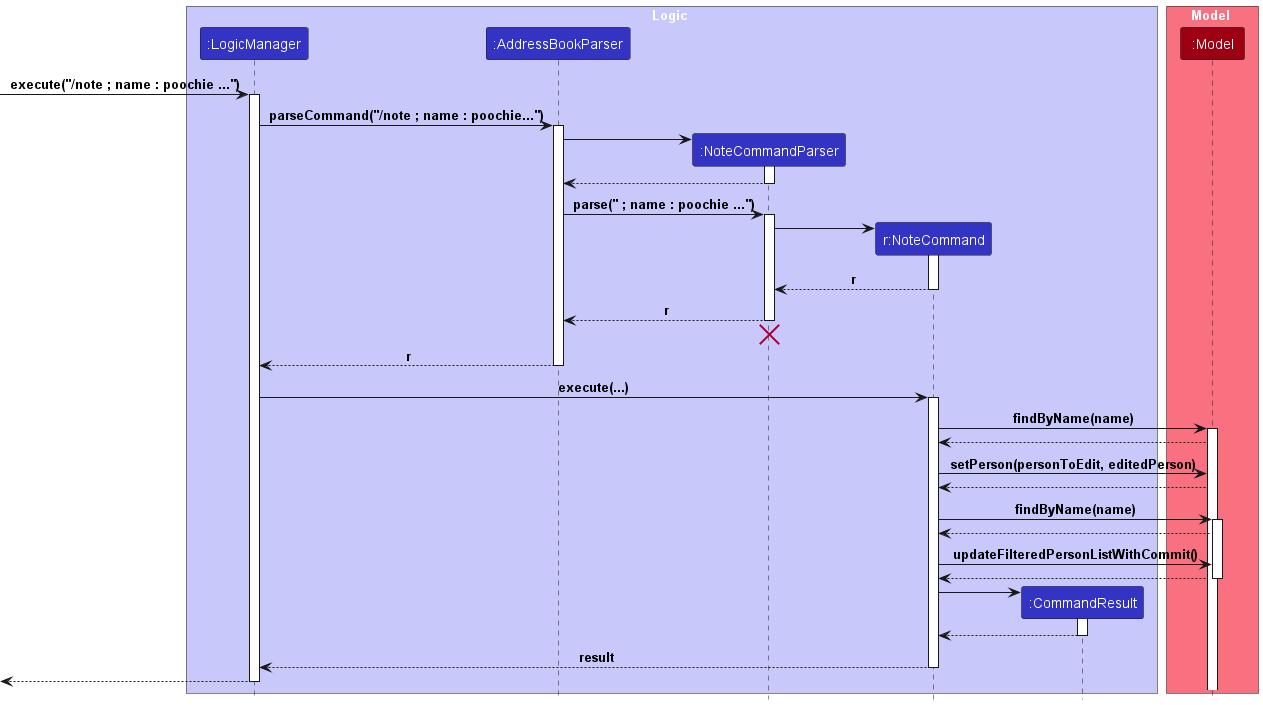 Logic
Model
:LogicManager
:AddressBookParser
:Model
execute("/note ; name : poochie ...")
parseCommand("/note ; name : poochie...")
:NoteCommandParser
parse(" ; name : poochie ...")
r:NoteCommand
r
r
r
execute(...)
findByName(name)
setPerson(personToEdit, editedPerson)
findByName(name)
updateFilteredPersonListWithCommit()
:CommandResult
result